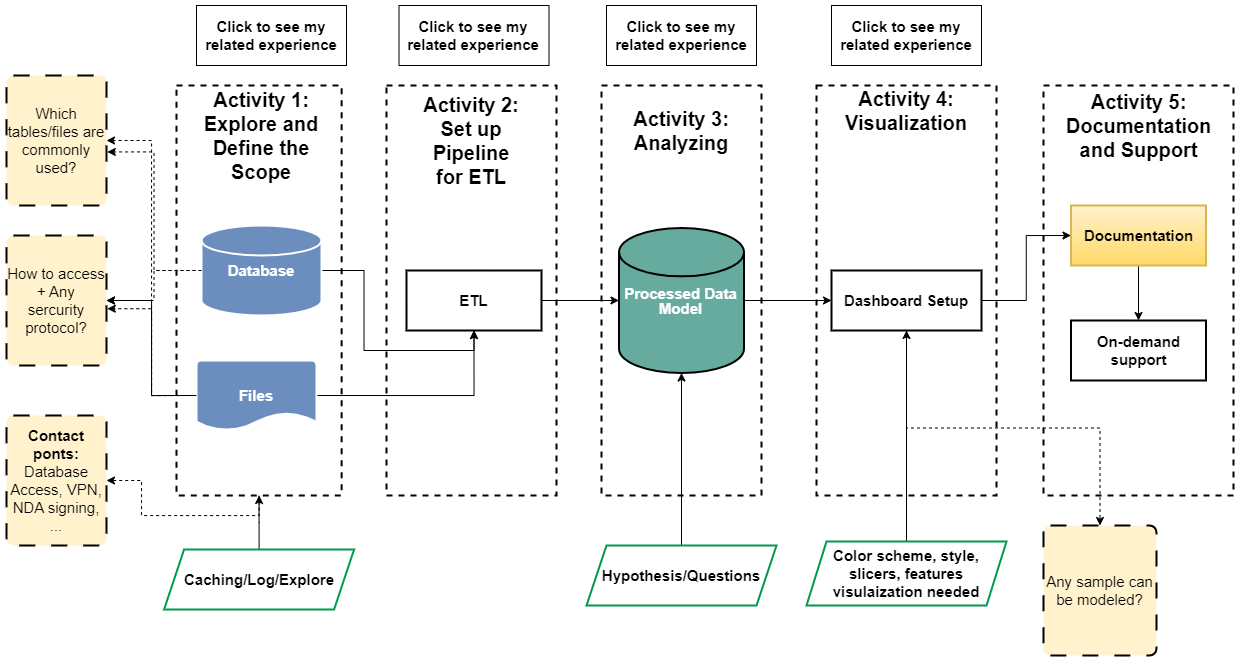 Click to see my
related experience
Click to see my
related experience
Click to see my
related experience
Click to see my
related experience
Activity 1:
Explore and
Define the
Scope
Activity 2:
Set up
Pipeline
for ETL
Activity 3:
Analyzing
Activity 4:
Visualization
Activity 5:
Documentation
and Support
Which
tables/files are
commonly
used?
How to access
+ Any
sercurity
protocol?
Contact
ponts:
Database
Access, VPN,
NDA signing,
...
Database
Files
ETL
Processed Data
Model
Dashboard Setup
Documentation
On-demand
support
Caching/Log/Explore
Hypothesis/Questions
Color scheme, style,
slicers, features
visulaization needed
Any sample can
be modeled?